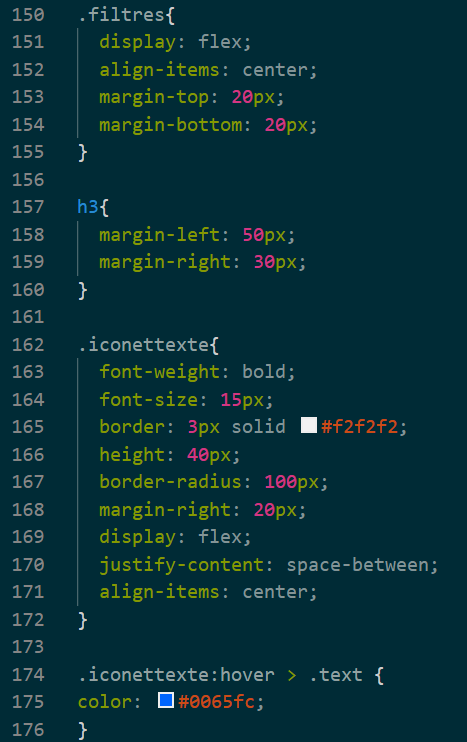 150 .filtres{
151   display: flex;
152   align-items: center;
153   margin-top: 20px;
154   margin-bottom: 20px;
155 }
156
157 h3{
158   margin-left: 50px;
159   margin-right: 30px;
160 }
161
162 .iconettexte{
163   font-weight: bold;
164   font-size: 15px;
165   border: 3px solid #f2f2f2;
166   height: 40px;
167   border-radius: 100px;
168   margin-right: 20px;
169   display: flex;
170   justify-content: space-between;
171   align-items: center;
172 }
173
174 .iconettexte:hover > .text {
175 color: #0065fc;
176 }